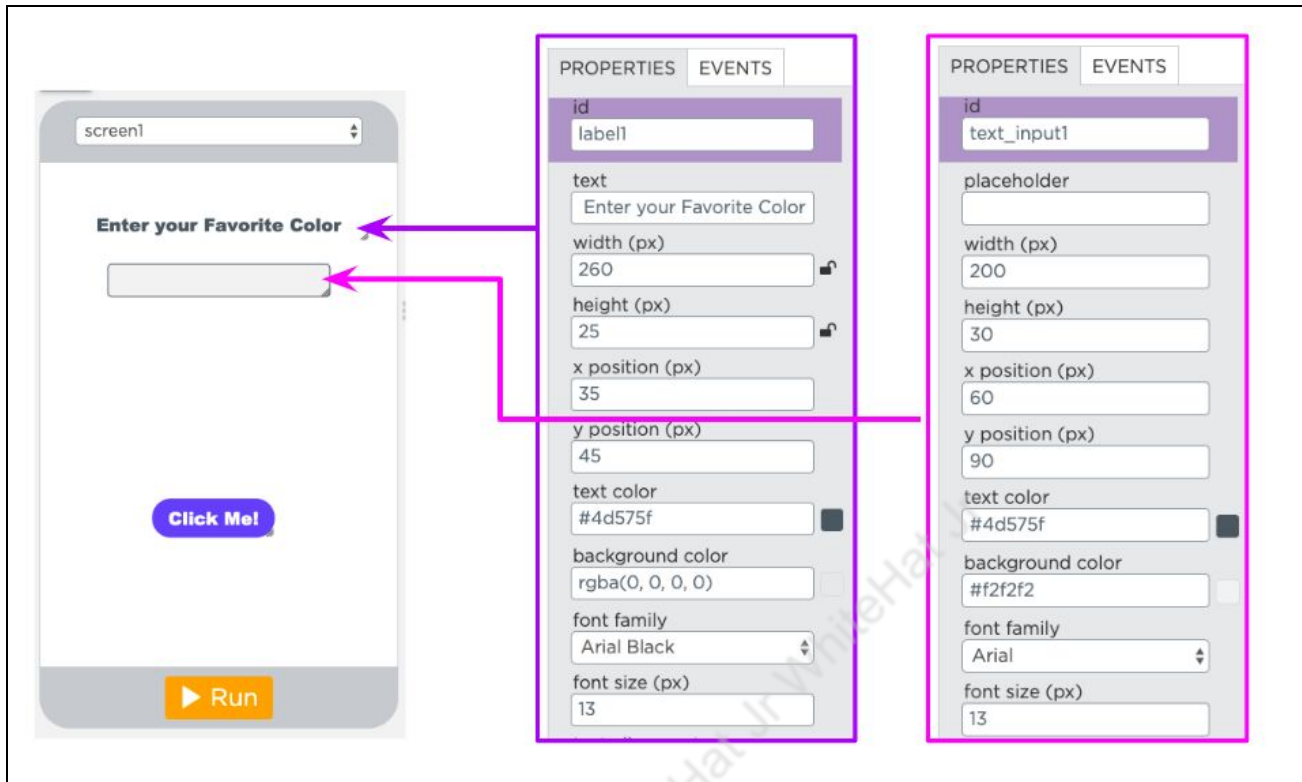 screen1
Enter your Favorite Color
Click Me!
Run
PROPERTIES EVENTS
id
label1
text
Enter your Favorite Color
width (px)
260
height (px)
25
x position (px)
35
y position (px)
45
text color
#4d575f
background color
rgba(0, 0, 0, 0)
font family
Arial Black
font size (px)
13
PROPERTIES EVENTS
id
text_input1
placeholder
width (px)
200
height (px)
30
x position (px)
60
y position (px)
90
text color
#4d575f
background color
#f2f2f2
font family
Arial
font size (px)
13
Hat Jr WhiteHat Jr